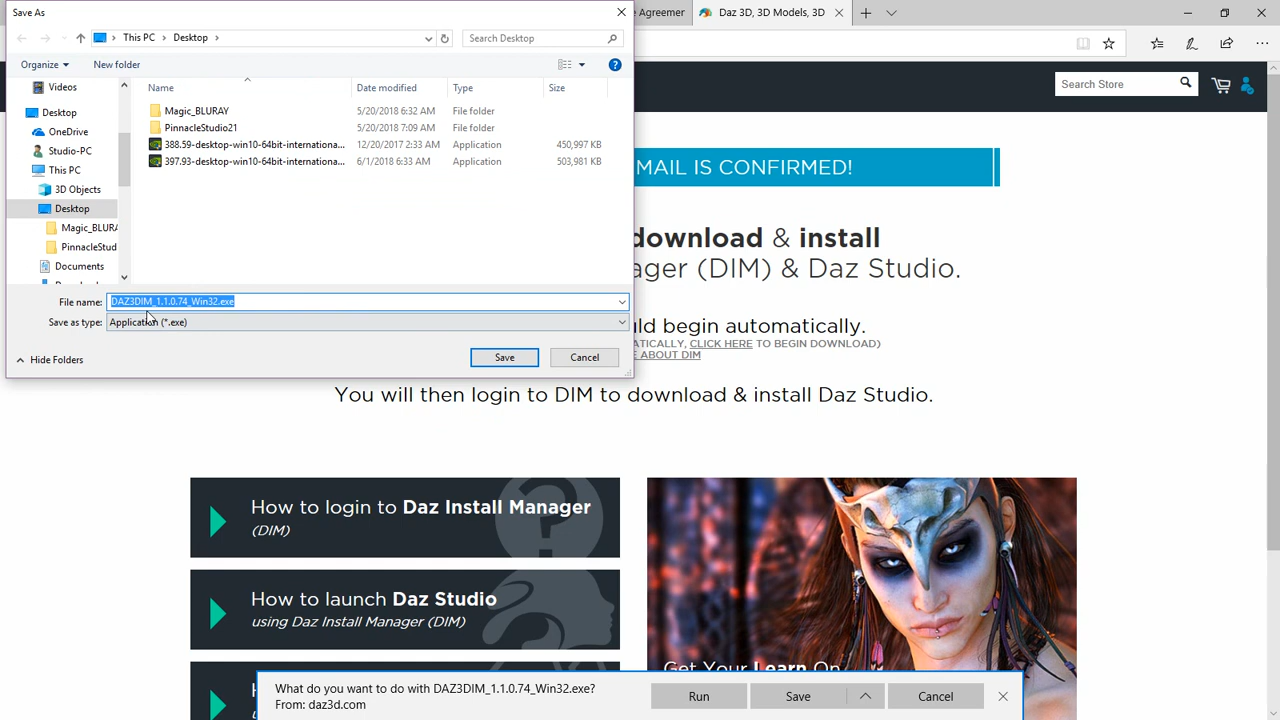 Save As
e Agreemer
Daz 3D, 3D Models, 3D
This PC > Desktop >
Search Desktop
Organize
New folder
Name
Date modified
Type
Size
Magic_BLURAY 5/20/2018 6:32 AM File folder
PinnacleStudio21 5/20/2018 7:09 AM File folder
388.59-desktop-win10-64bit-internationa... 12/20/2017 2:33 AM Application 450,997 KB
397.93-desktop-win10-64bit-internationa... 6/1/2018 6:33 AM Application 503,981 KB
Videos
Desktop
OneDrive
Studio-PC
This PC
3D Objects
Desktop
Magic_BLURA
PinnacleStud
Documents
File name: DAZ3DIM_1.1.0.74_Win32.exe
Save as type: Application (*.exe)
Hide Folders
Save
Cancel
Search Store
MAIL IS CONFIRMED!
download & install
ager (DIM) & Daz Studio.
uld begin automatically.
MATICALLY, CLICK HERE TO BEGIN DOWNLOAD)
E ABOUT DIM
You will then login to DIM to download & install Daz Studio.
How to login to Daz Install Manager
(DIM)
How to launch Daz Studio
using Daz Install Manager (DIM)
Get Your Learn On
What do you want to do with DAZ3DIM_1.1.0.74_Win32.exe?
From: daz3d.com
Run
Save
Cancel